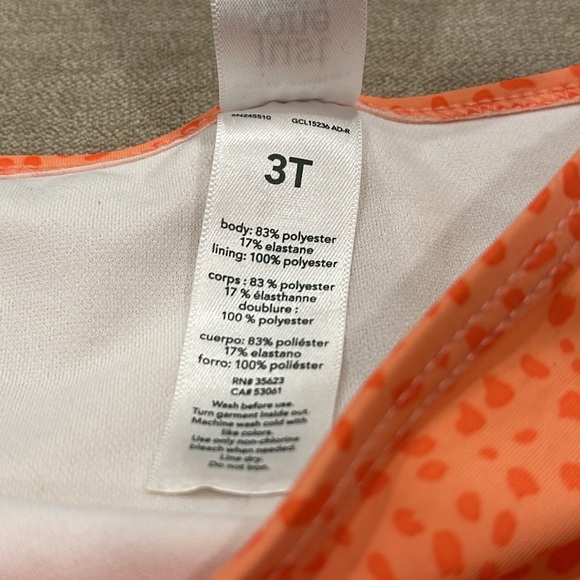 GCL15236 AD-R
3T
body: 83% polyester
17% elastane
lining: 100% polyester
corps : 83 % polyester
17 % élasthanne
doublure :
100 % polyester
cuerpo: 83% poliéster
17% elastano
forro: 100% poliéster
RN# 35623
CA# 53061
Wash before use.
Turn garment inside out.
Machine wash cold with
like colors.
Use only non-chlorine
bleach when needed.
Line dry.
Do not iron.